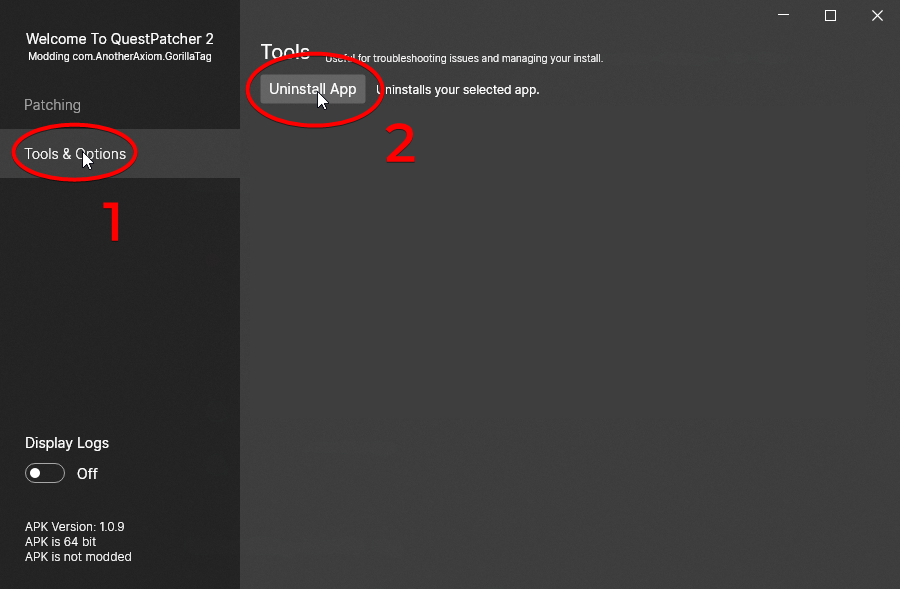 Welcome To QuestPatcher 2
Modding com.AnotherAxiom.GorillaTag
Patching
Tools & Options
1
Display Logs
Off
APK Version: 1.0.9
APK is 64 bit
APK is not modded
Tools
Useful for troubleshooting issues and managing your install.
Uninstall App
Uninstalls your selected app.
2